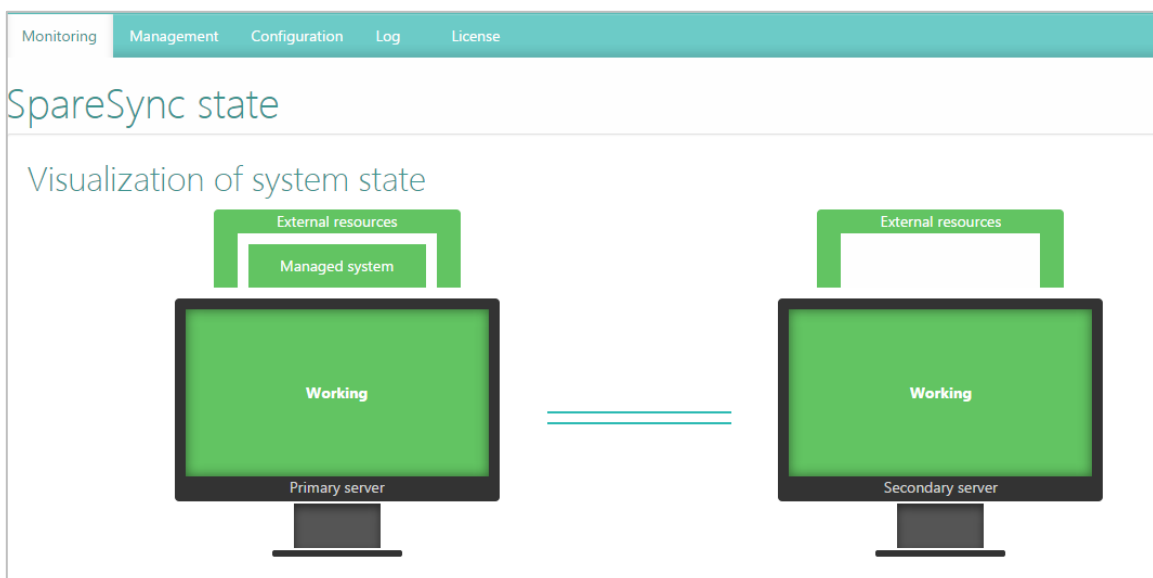 Monitoring Management Configuration Log License
SpareSync state
Visualization of system state
External resources External resources
Managed system
Working Working
Primary server Secondary server